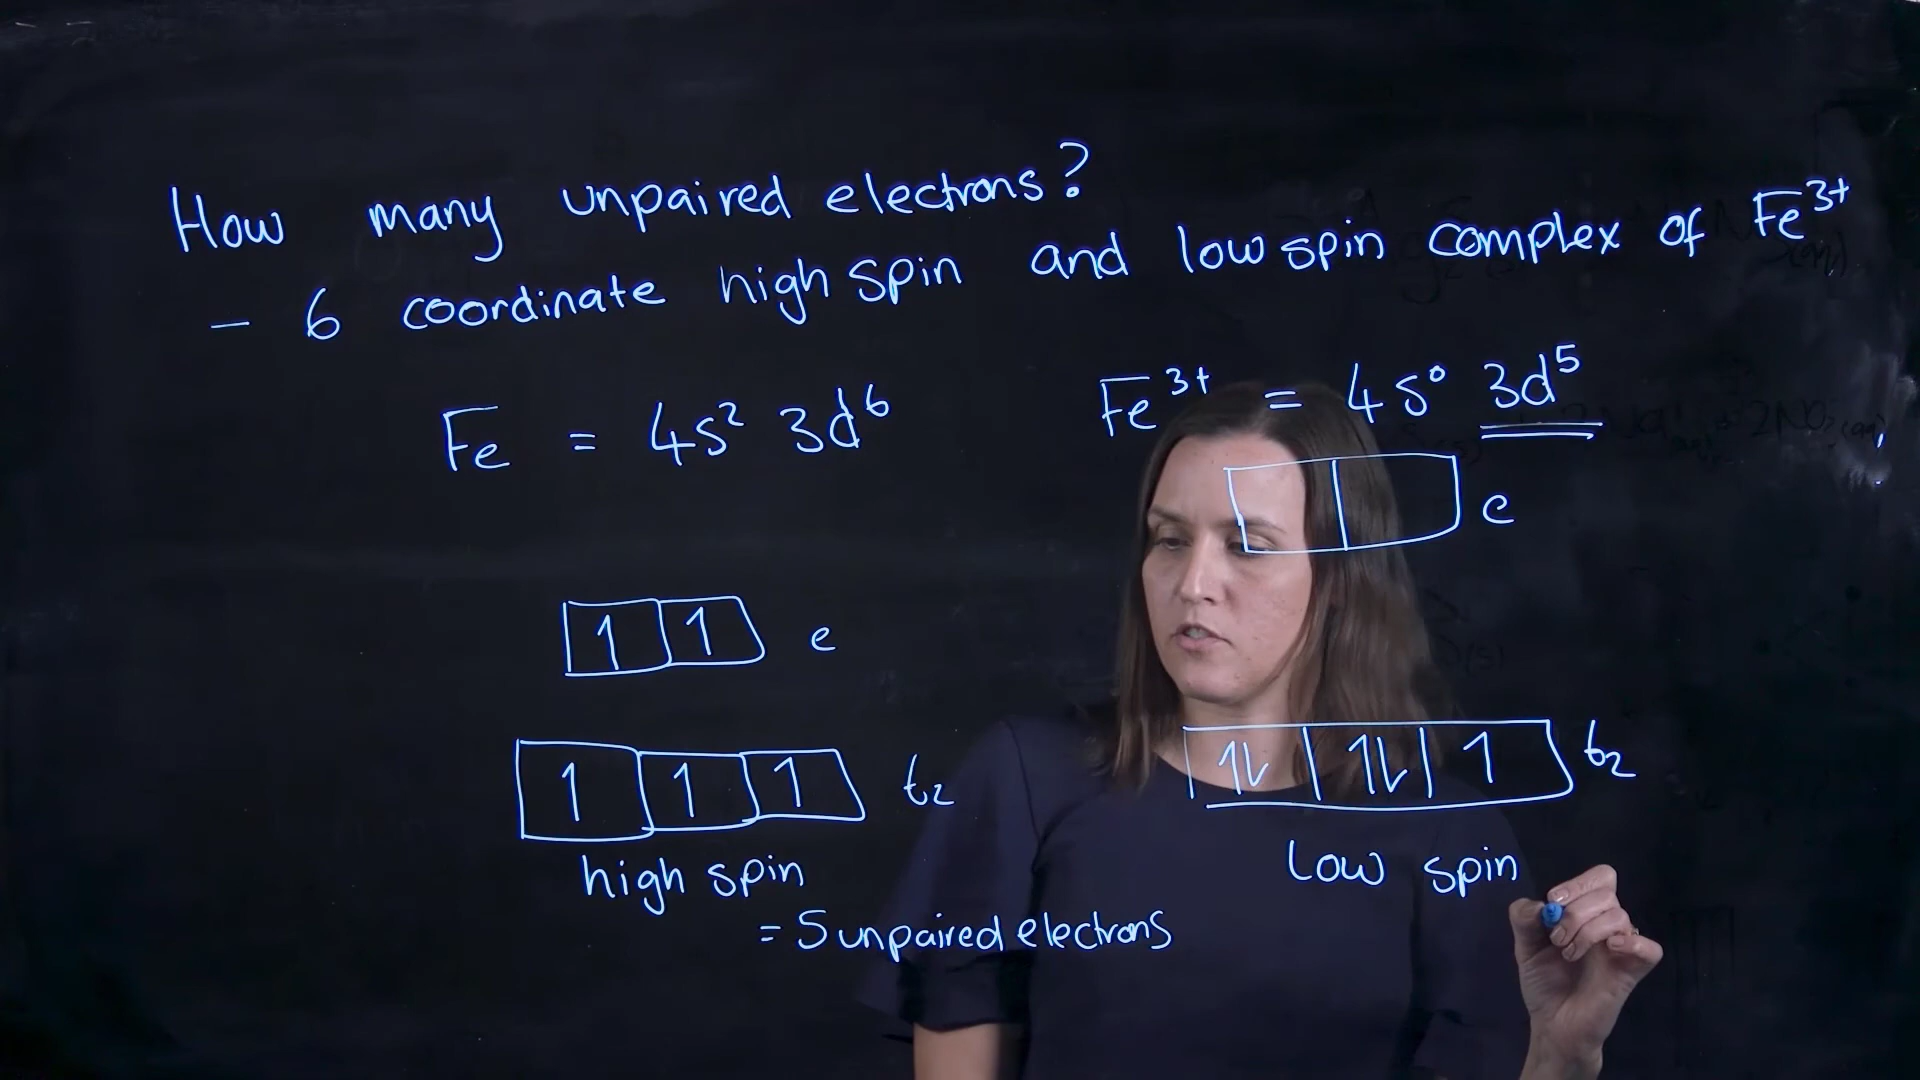 How many unpaired electrons?
- 6 coordinate high spin and low spin complex of Fe³⁺
Fe = 4s² 3d⁶
Fe³⁺ = 4s⁰ 3d⁵
e
1 1 e
1 1 1 t₂
1⇂ 1⇂ 1 t₂
high spin
= 5 unpaired electrons
low spin